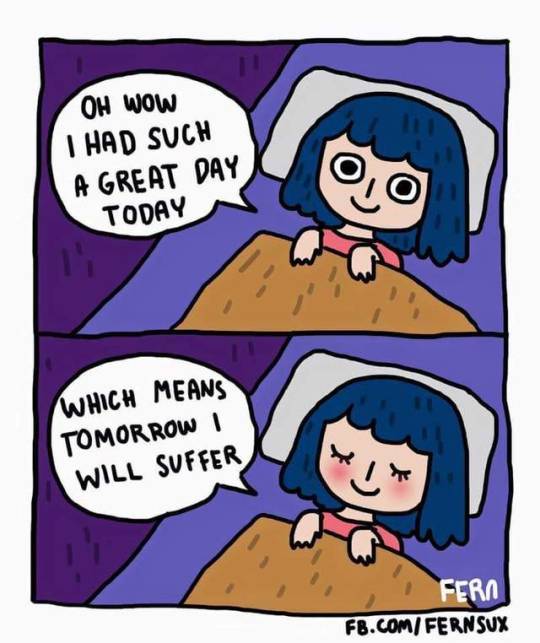 OH WOW
I HAD SUCH
A GREAT DAY
TODAY
WHICH MEANS
TOMORROW I
WILL SUFFER
FERN
FB.COM/FERNSUX